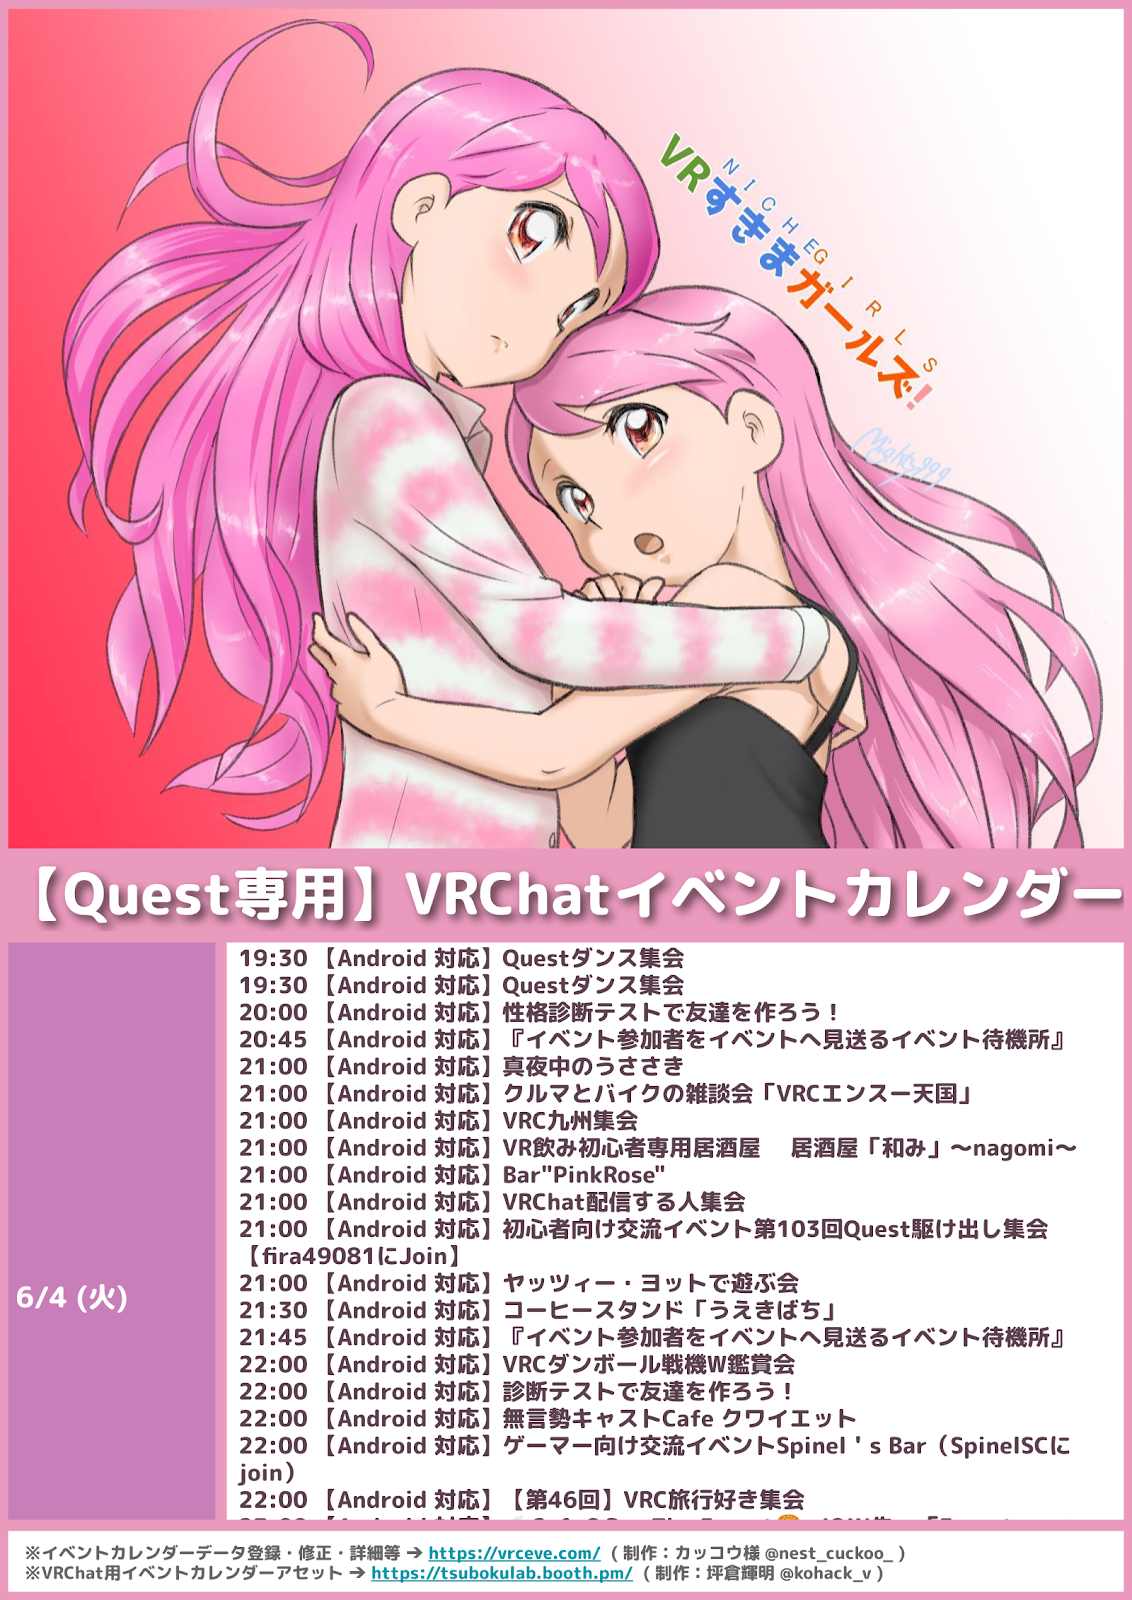 NICHE GIRLS
VRすきまガールズ!
Mighty999
【Quest専用】VRChatイベントカレンダー
6/4 (火)
19:30 【Android 対応】Questダンス集会
19:30 【Android 対応】Questダンス集会
20:00 【Android 対応】性格診断テストで友達を作ろう！
20:45 【Android 対応】『イベント参加者をイベントへ見送るイベント待機所』
21:00 【Android 対応】真夜中のうささき
21:00 【Android 対応】クルマとバイクの雑談会「VRCエンスー天国」
21:00 【Android 対応】VRC九州集会
21:00 【Android 対応】VR飲み初心者専用居酒屋　居酒屋「和み」～nagomi～
21:00 【Android 対応】Bar"PinkRose"
21:00 【Android 対応】VRChat配信する人集会
21:00 【Android 対応】初心者向け交流イベント第103回Quest駆け出し集会
【fira49081にJoin】
21:00 【Android 対応】ヤッツィー・ヨットで遊ぶ会
21:30 【Android 対応】コーヒースタンド「うえきばち」
21:45 【Android 対応】『イベント参加者をイベントへ見送るイベント待機所』
22:00 【Android 対応】VRCダンボール戦機W鑑賞会
22:00 【Android 対応】診断テストで友達を作ろう！
22:00 【Android 対応】無言勢キャストCafe クワイエット
22:00 【Android 対応】ゲーマー向け交流イベントSpinel ' s Bar（SpinelSCに
join）
22:00 【Android 対応】【第46回】VRC旅行好き集会
※イベントカレンダーデータ登録・修正・詳細等 ➔ https://vrceve.com/ ( 制作：カッコウ様 @nest_cuckoo_ )
※VRChat用イベントカレンダーアセット ➔ https://tsubokulab.booth.pm/ ( 制作：坪倉輝明 @kohack_v )